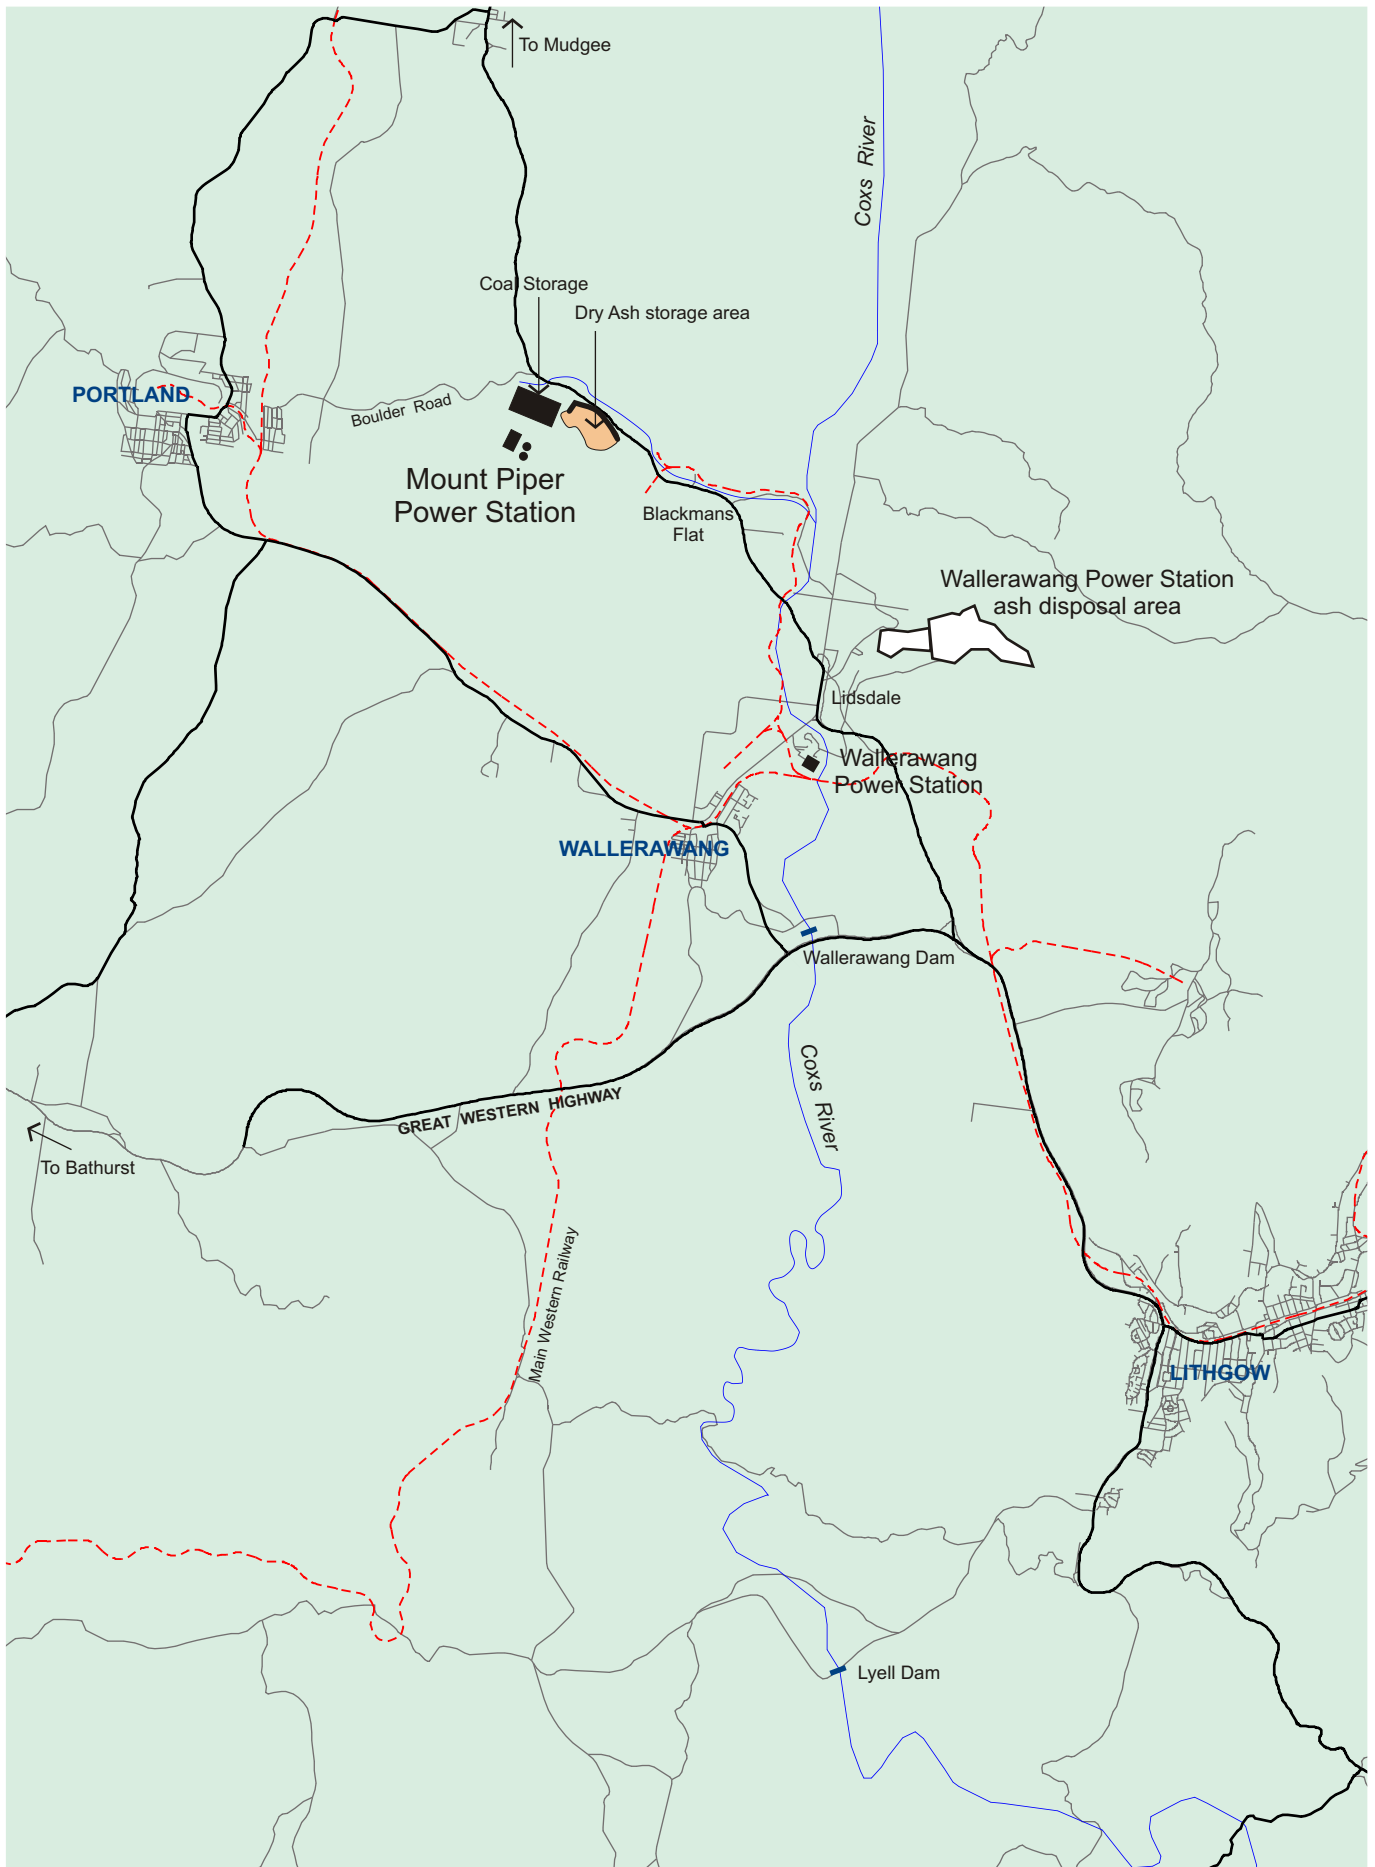 To Mudgee
Coxs River
Coal Storage
Dry Ash storage area
PORTLAND
Boulder Road
Mount Piper
Power Station
Blackmans
Flat
Wallerawang Power Station
ash disposal area
Lidsdale
Wallerawang
Power Station
WALLERAWANG
Wallerawang Dam
Coxs River
GREAT WESTERN HIGHWAY
To Bathurst
Main Western Railway
LITHGOW
Lyell Dam